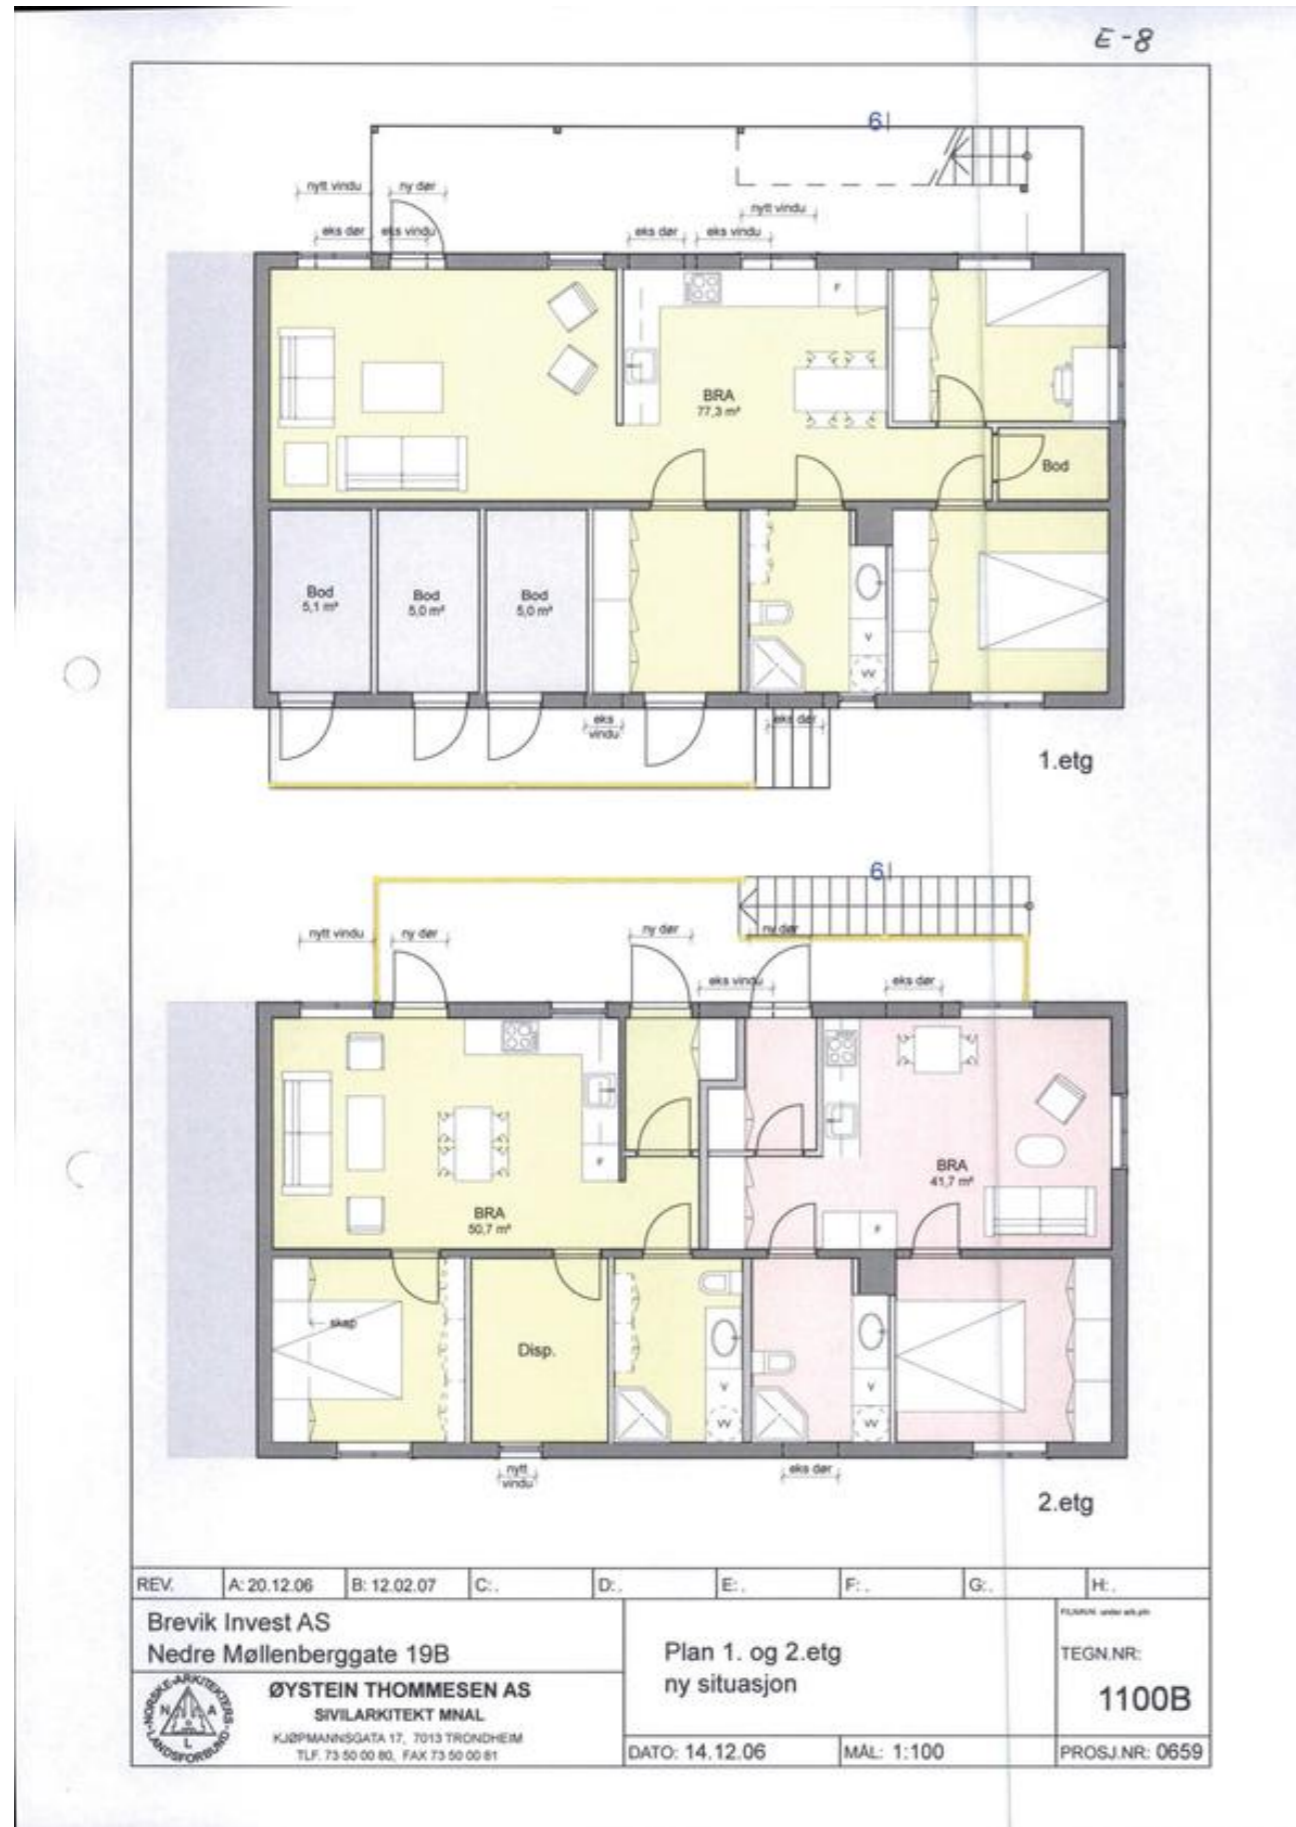 E-8
6
nytt vindu
ny dør
nytt vindu
eks dør
eks vindu
eks dør
eks vindu
F
BRA
77,3 m²
Bod
Bod
5,1 m²
Bod
5,0 m²
Bod
5,0 m²
V
VV
eks
vindu
eks dør
1.etg
6
nytt vindu
ny dør
ny dør
ny dør
eks vindu
eks dør
F
BRA
50,7 m²
BRA
41,7 m²
F
skap
Disp.
V
VV
V
VV
nytt
vindu
eks dør
2.etg
REV.
A: 20.12.06
B: 12.02.07
C: .
D: .
E: .
F: .
G: .
H: .
Brevik Invest AS
Nedre Møllenberggate 19B
Plan 1. og 2.etg
ny situasjon
TEGN.NR:
1100B
NORSKE ARKITEKTERS LANDSFORBUND
N A L
ØYSTEIN THOMMESEN AS
SIVILARKITEKT MNAL
KJØPMANNSGATA 17, 7013 TRONDHEIM
TLF. 73 50 00 80, FAX 73 50 00 81
DATO: 14.12.06
MÅL: 1:100
PROSJ.NR: 0659